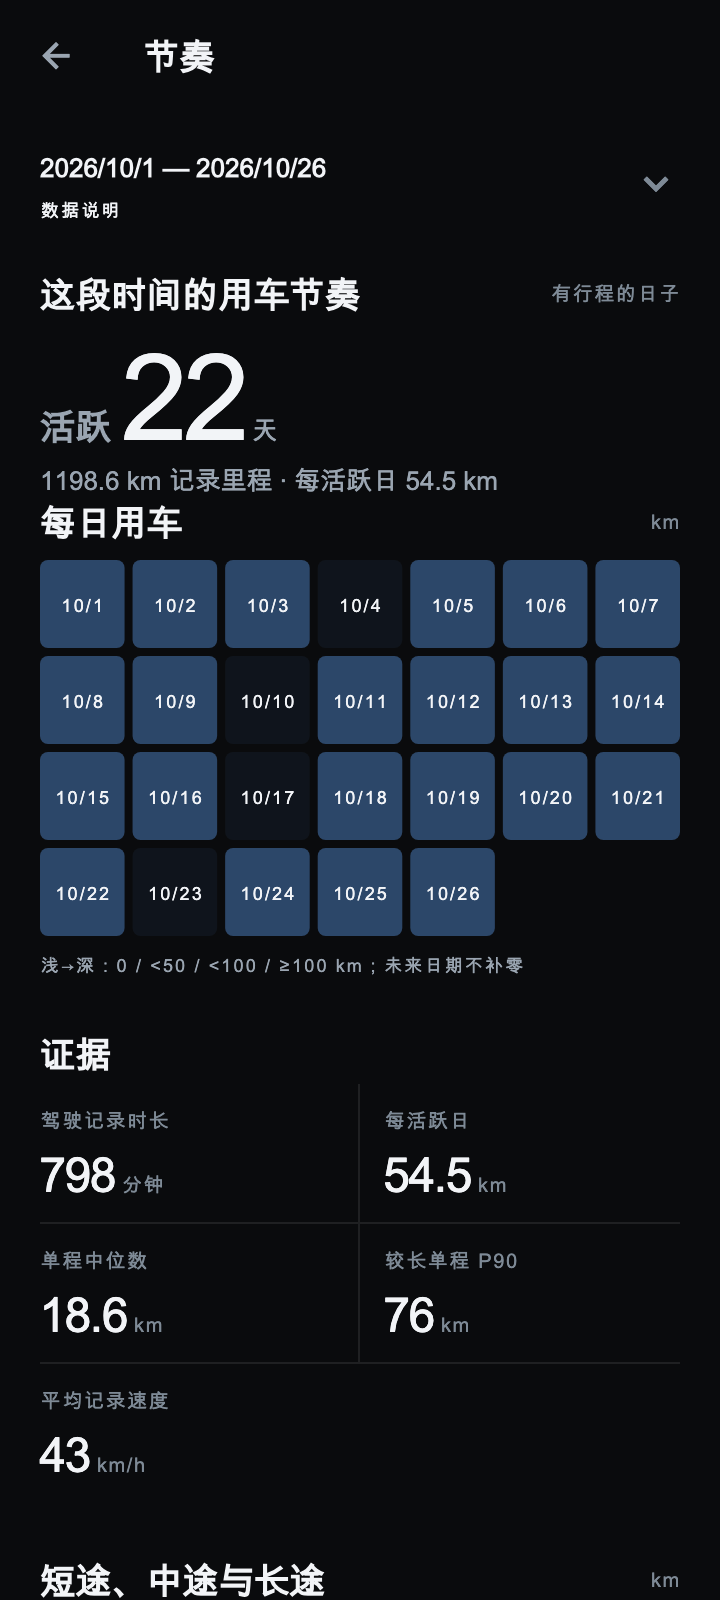 节奏
2026/10/1 — 2026/10/26
数据说明
这段时间的用车节奏 有行程的日子
活跃 22 天
1198.6 km 记录里程 · 每活跃日 54.5 km
每日用车 km
10/1 10/2 10/3 10/4 10/5 10/6 10/7
10/8 10/9 10/10 10/11 10/12 10/13 10/14
10/15 10/16 10/17 10/18 10/19 10/20 10/21
10/22 10/23 10/24 10/25 10/26
浅→深：0 / <50 / <100 / ≥100 km；未来日期不补零
证据
驾驶记录时长 每活跃日
798 分钟 54.5 km
单程中位数 较长单程 P90
18.6 km 76 km
平均记录速度
43 km/h
短途、中途与长途 km